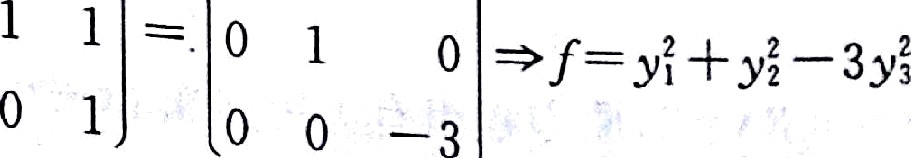 1 1 | =. | 0 1 0 | ⇒ f = y₁² + y₂² − 3y₃²
0 1 ) | 0 0 −3 |